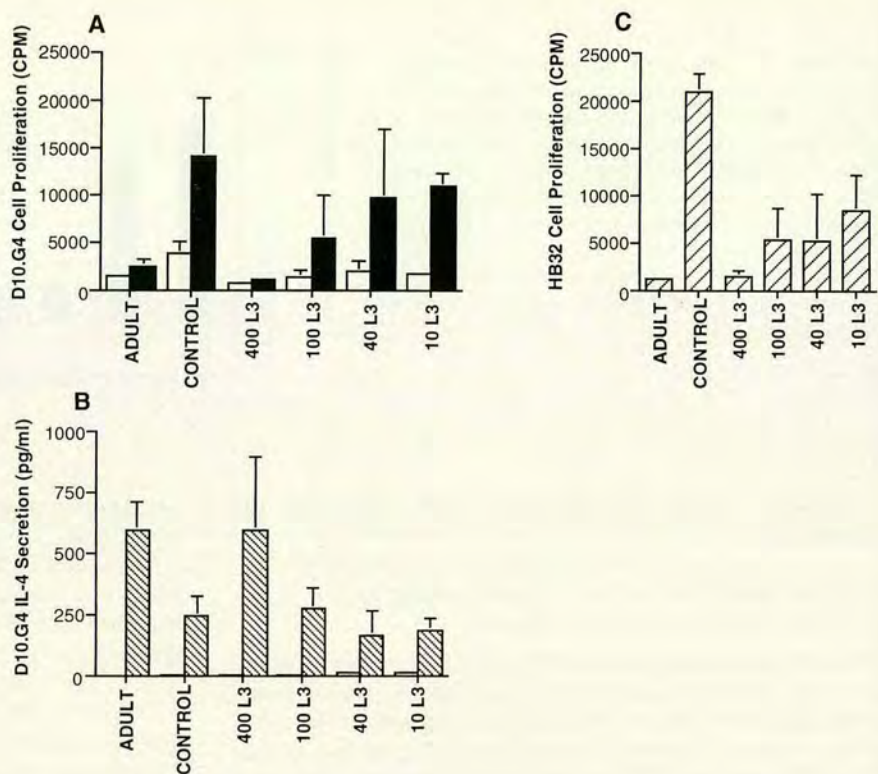 A
D10.G4 Cell Proliferation (CPM)
25000
20000
15000
10000
5000
0
ADULT
CONTROL
400 L3
100 L3
40 L3
10 L3
C
HB32 Cell Proliferation (CPM)
25000
20000
15000
10000
5000
0
ADULT
CONTROL
400 L3
100 L3
40 L3
10 L3
B
D10.G4 IL-4 Secretion (pg/ml)
1000
750
500
250
0
ADULT
CONTROL
400 L3
100 L3
40 L3
10 L3